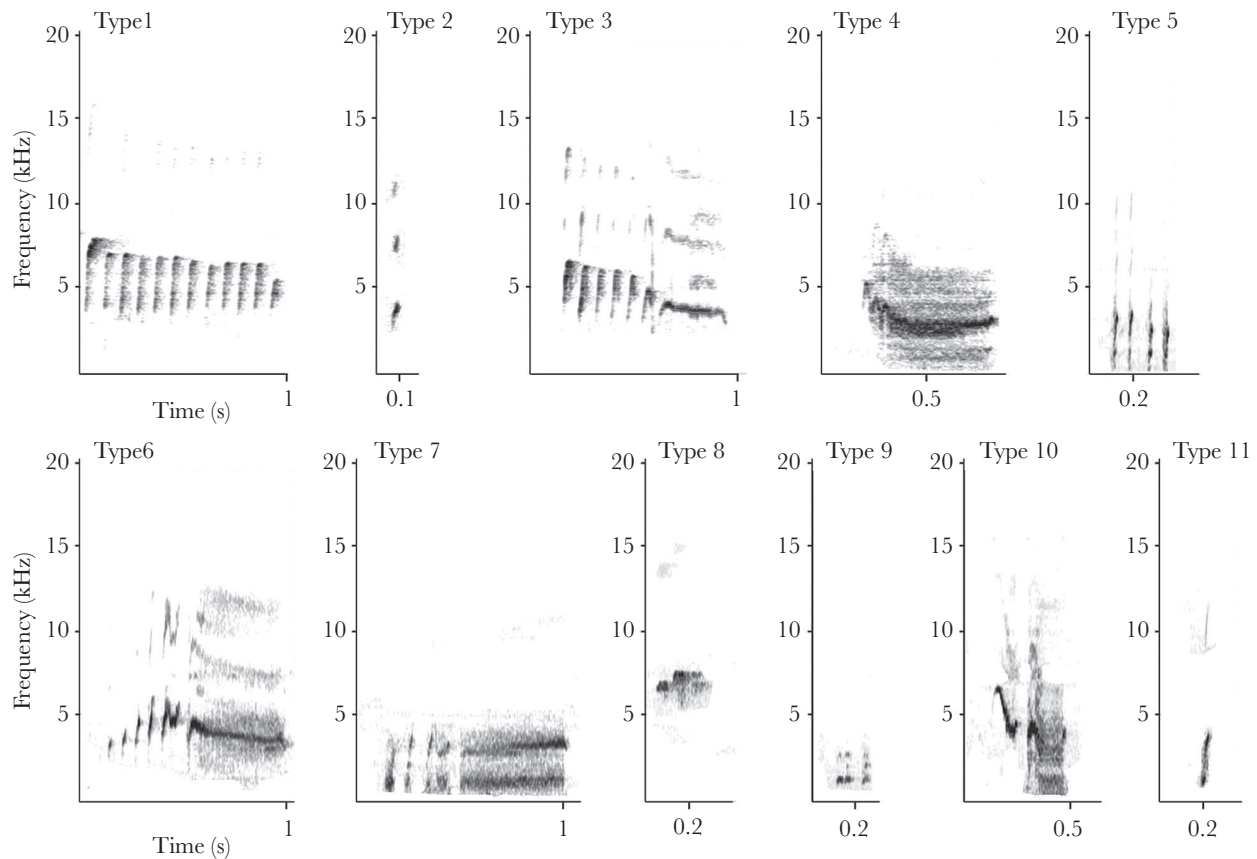 Type1 Type 2 Type 3 Type 4 Type 5
20 20 20 20 20
15 15 15 15 15
10 10 10 10 10
5 5 5 5 5
Frequency (kHz)
1 0.1 1 0.5 0.2
Time (s)
Type6 Type 7 Type 8 Type 9 Type 10 Type 11
20 20 20 20 20 20
15 15 15 15 15 15
10 10 10 10 10 10
5 5 5 5 5 5
Frequency (kHz)
1 1 0.2 0.2 0.5 0.2
Time (s)